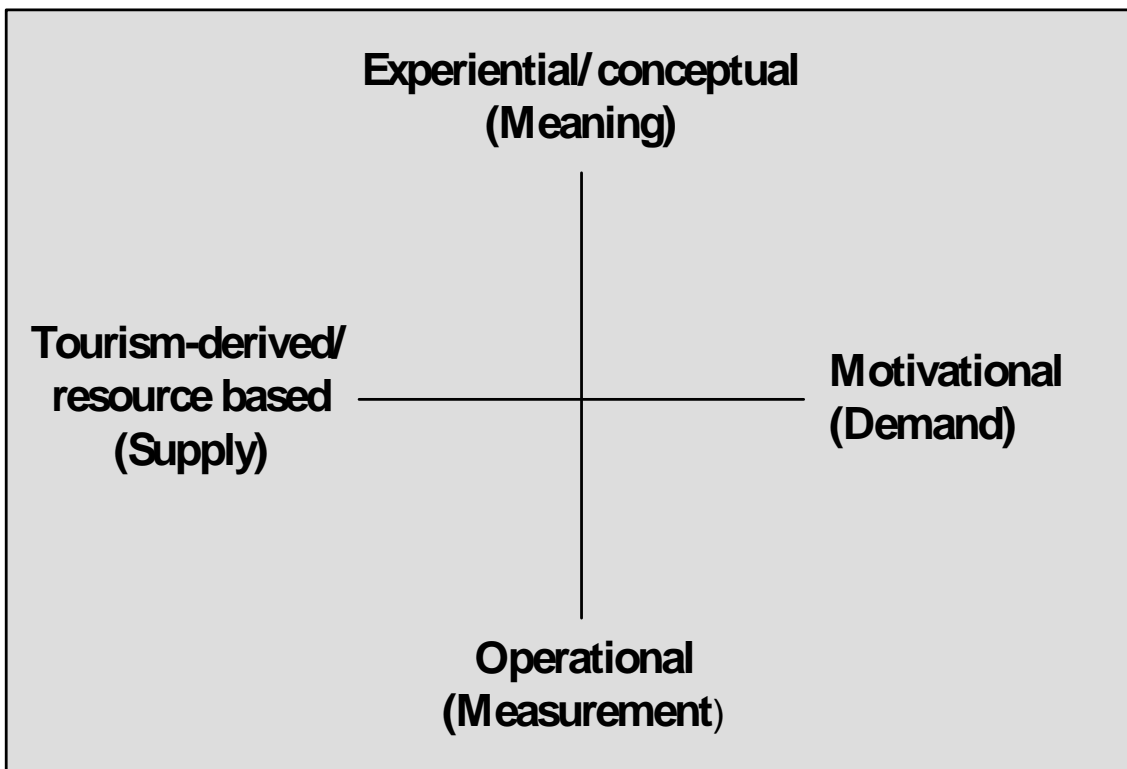 Experiential/ conceptual
(Meaning)
Tourism-derived/
resource based
(Supply)
Motivational
(Demand)
Operational
(Measurement)